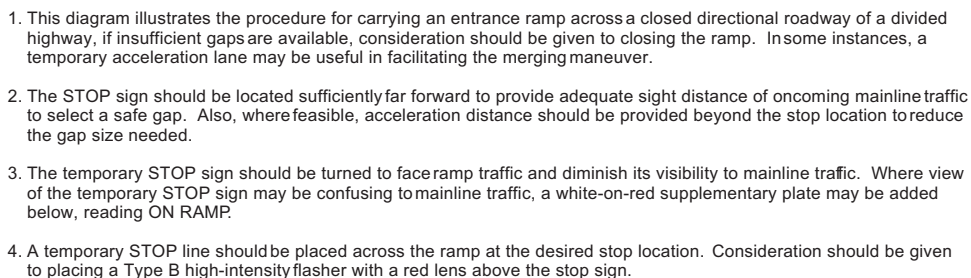 1. This diagram illustrates the procedure for carrying an entrance ramp across a closed directional roadway of a divided
highway, if insufficient gaps are available, consideration should be given to closing the ramp. In some instances, a
temporary acceleration lane may be useful in facilitating the merging maneuver.
2. The STOP sign should be located sufficiently far forward to provide adequate sight distance of oncoming mainline traffic
to select a safe gap. Also, where feasible, acceleration distance should be provided beyond the stop location to reduce
the gap size needed.
3. The temporary STOP sign should be turned to face ramp traffic and diminish its visibility to mainline traffic. Where view
of the temporary STOP sign may be confusing to mainline traffic, a white-on-red supplementary plate may be added
below, reading ON RAMP.
4. A temporary STOP line should be placed across the ramp at the desired stop location. Consideration should be given
to placing a Type B high-intensity flasher with a red lens above the stop sign.